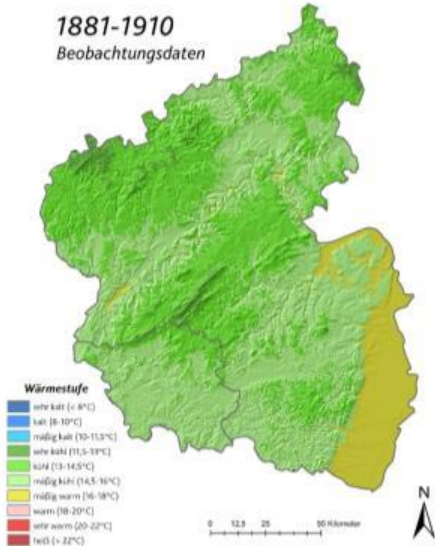 1881-1910
Beobachtungsdaten
Wärmestufe
sehr kalt (< 8°C)
kalt (8-10°C)
mäßig kalt (10-11,5°C)
sehr kühl (11,5-13°C)
kühl (13-14,5°C)
mäßig kühl (14,5-16°C)
mäßig warm (16-18°C)
warm (18-20°C)
sehr warm (20-22°C)
heiß (> 22°C)
0 12,5 25 50 Kilometer
N